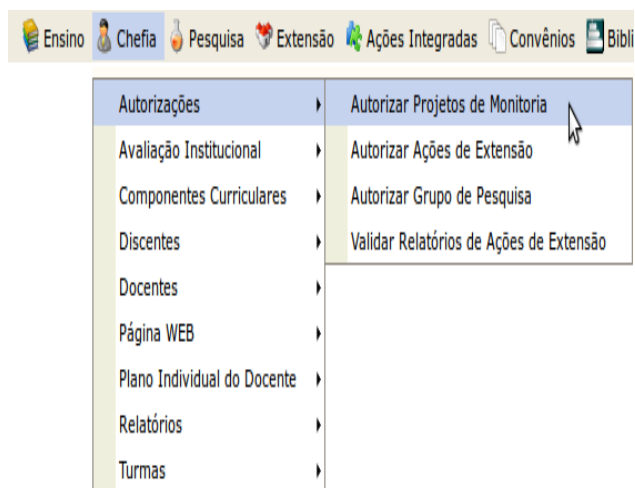 Ensino Chefia Pesquisa Extensão Ações Integradas Convênios Bibli
Autorizações
Avaliação Institucional
Componentes Curriculares
Discentes
Docentes
Página WEB
Plano Individual do Docente
Relatórios
Turmas
Autorizar Projetos de Monitoria
Autorizar Ações de Extensão
Autorizar Grupo de Pesquisa
Validar Relatórios de Ações de Extensão